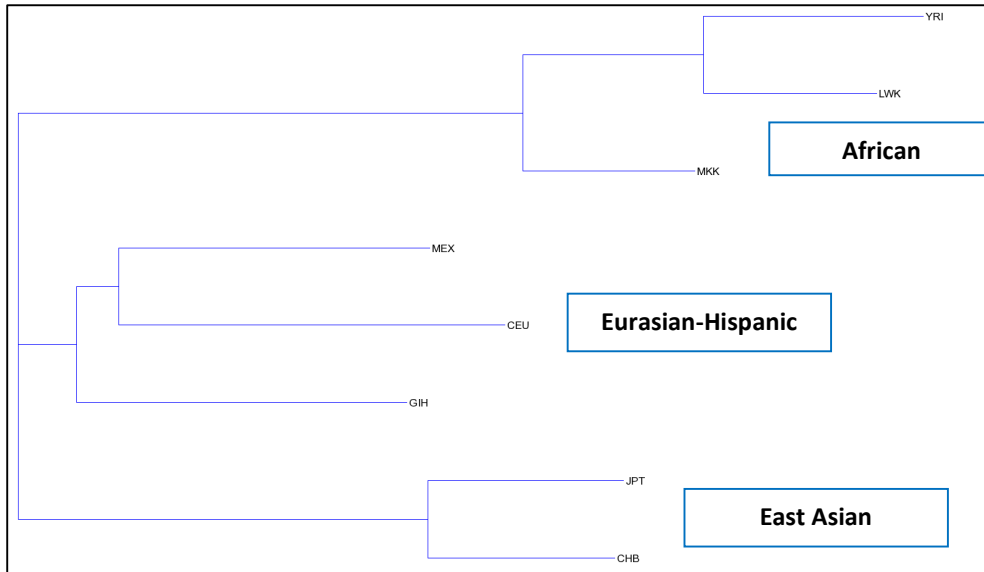 YRI
LWK
African
MKK
MEX
Eurasian-Hispanic
CEU
GIH
JPT
East Asian
CHB